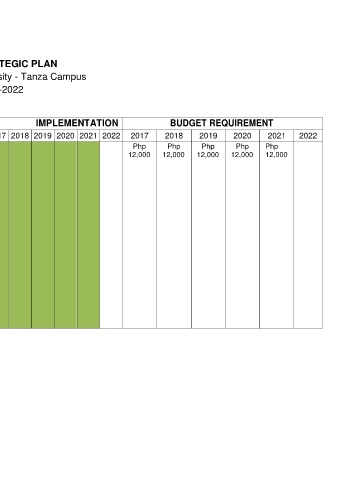 TEGIC PLAN
sity - Tanza Campus
-2022
IMPLEMENTATION BUDGET REQUIREMENT
17 2018 2019 2020 2021 2022 2017 2018 2019 2020 2021 2022
Php Php Php Php Php
12,000 12,000 12,000 12,000 12,000